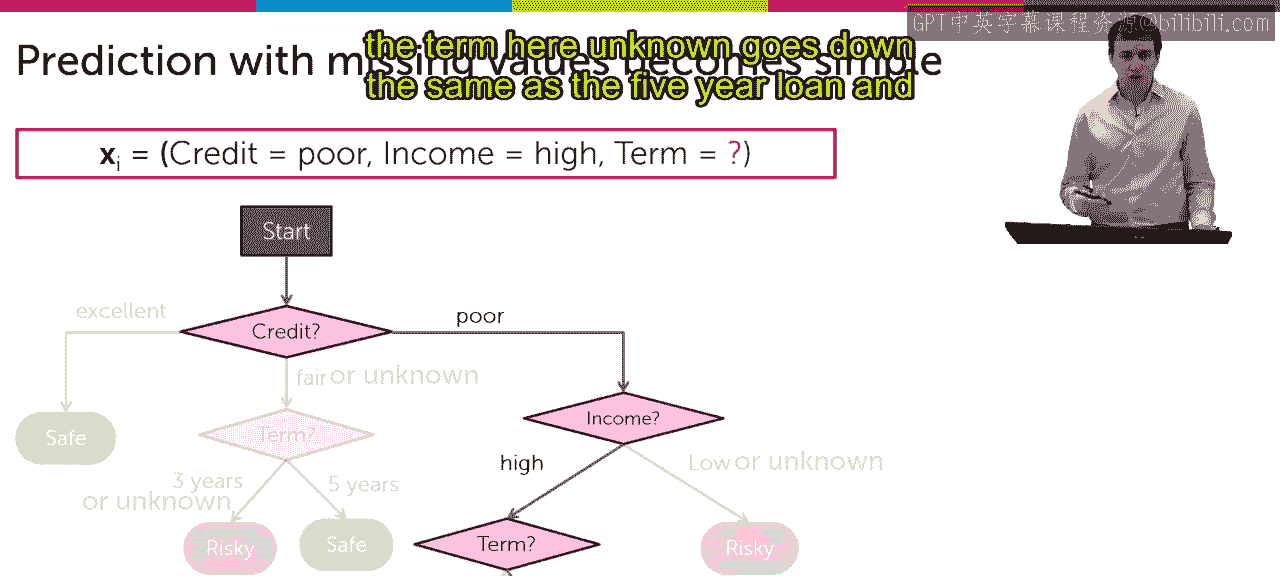 GPT中英字幕课程资源@bilibili.com
the term here unknown goes down
the same as the five year loan and
Prediction with missing values becomes simple
xi = (Credit = poor, Income = high, Term = ?)
Start
excellent
Credit?
poor
fair or unknown
Safe
Term?
Income?
3 years
or unknown
5 years
high
Low or unknown
Risky
Safe
Term?
Risky